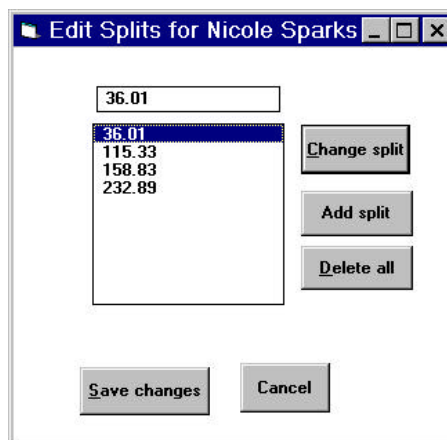 Edit Splits for Nicole Sparks
36.01
36.01
115.33
158.83
232.89
Change split
Add split
Delete all
Save changes
Cancel